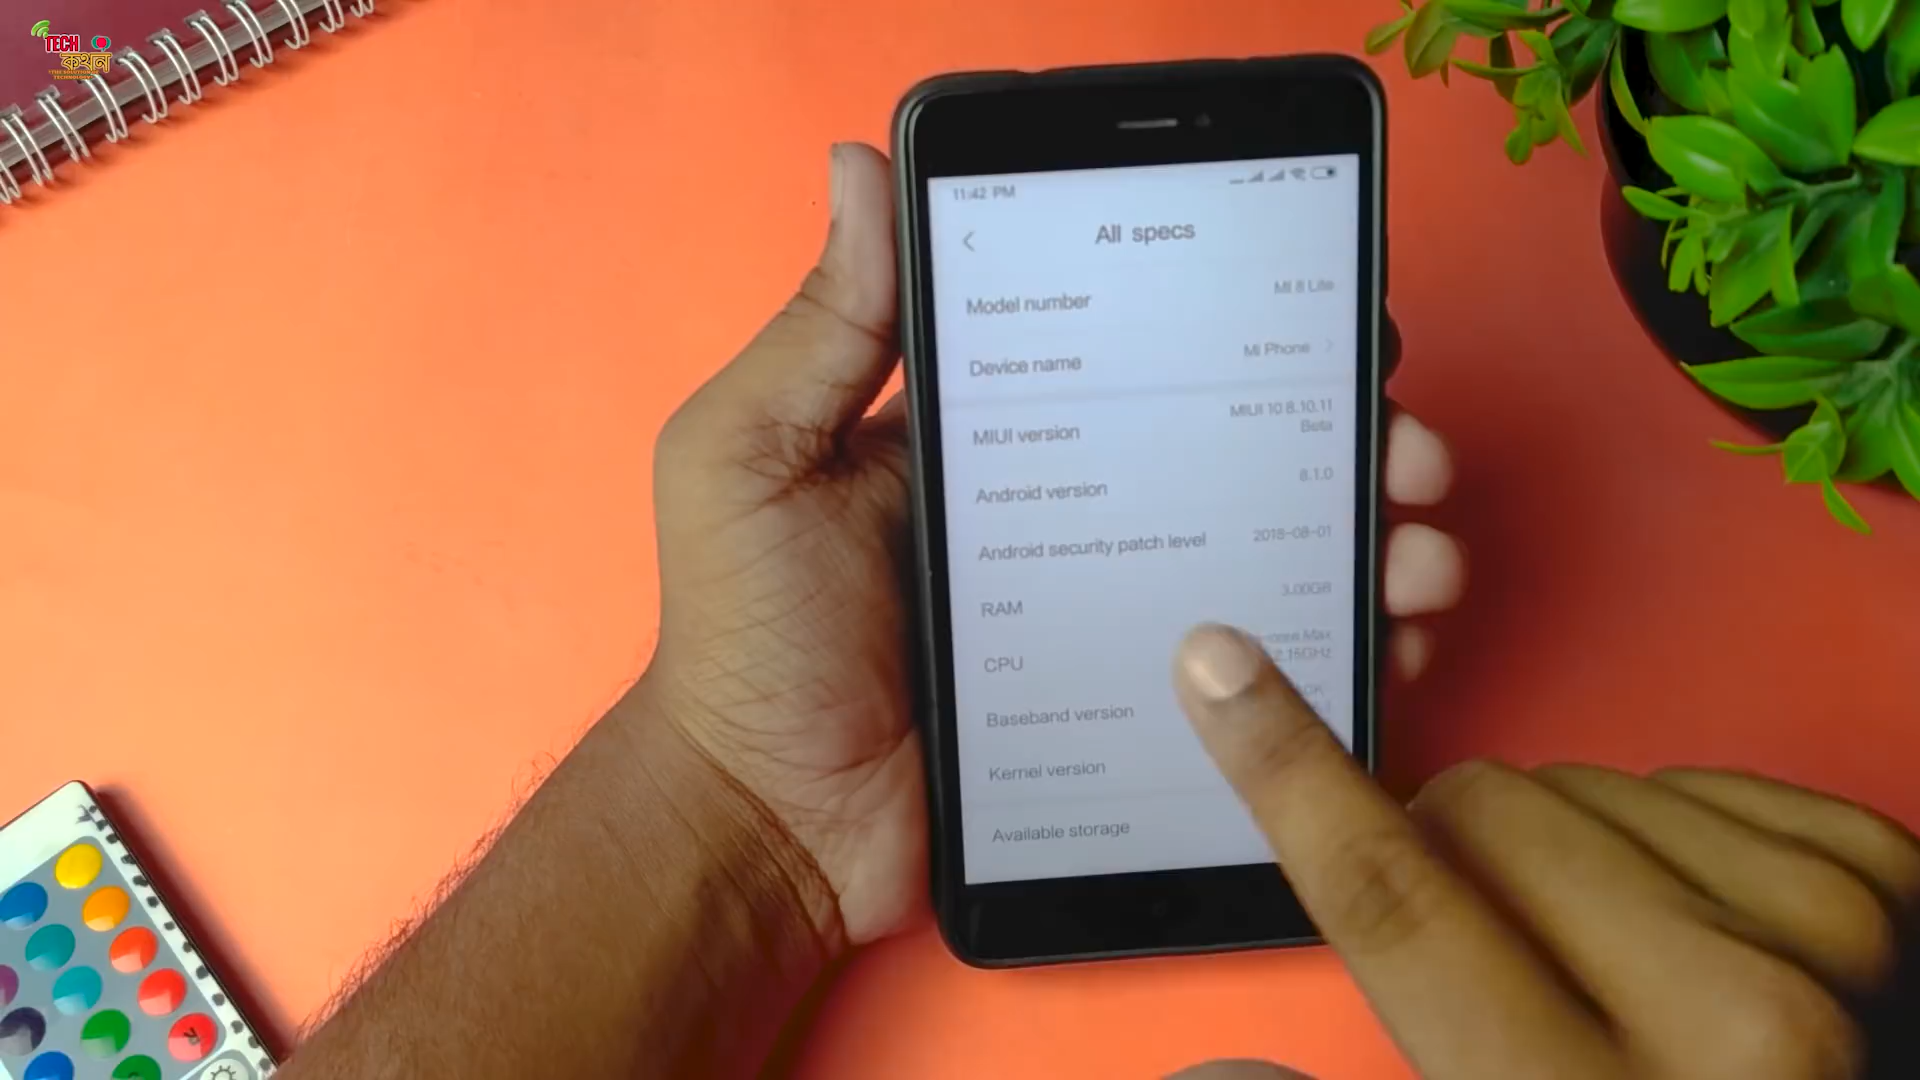 TECH
কথন
11:42 PM
All specs
Model number
MI 8 Lite
Device name
Mi Phone
MIUI version
MIUI 10 8.10.11
Beta
Android version
8.1.0
Android security patch level
2018-08-01
RAM
3.00GB
CPU
Max
2.15GHz
Baseband version
Kernel version
Available storage